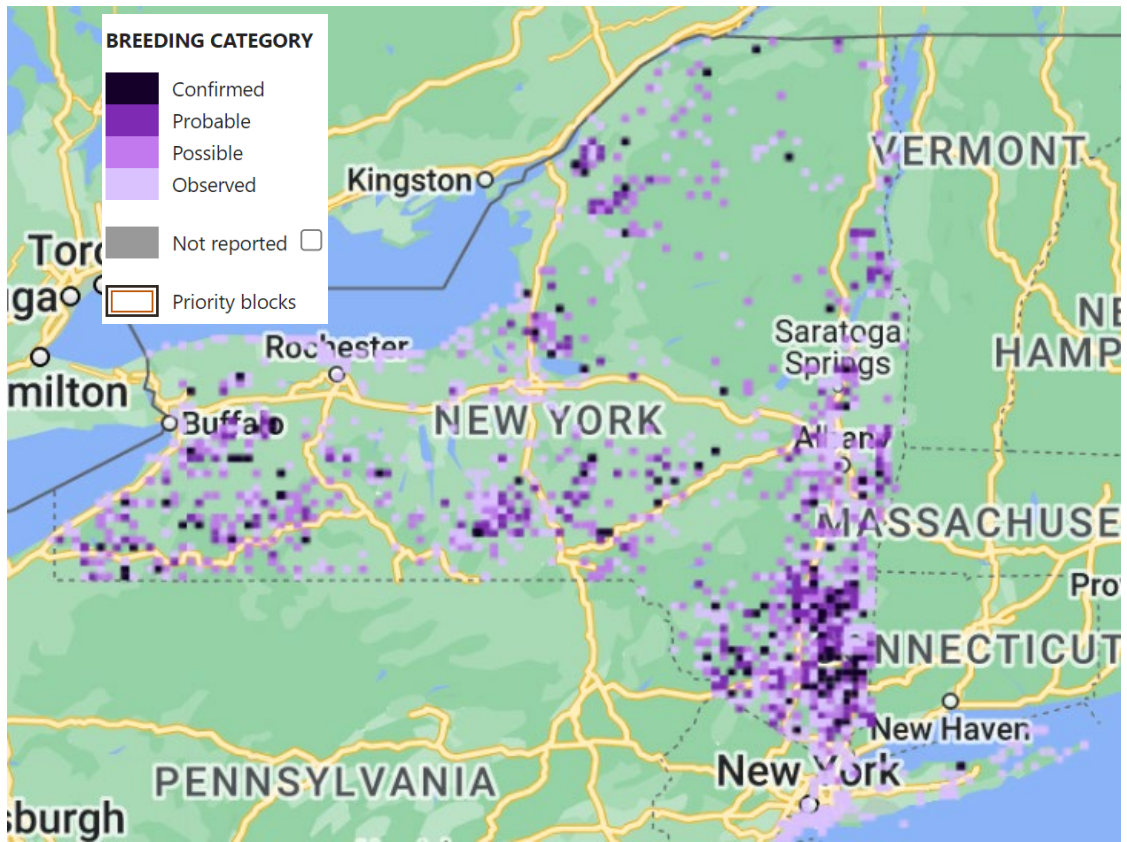 BREEDING CATEGORY
Confirmed
Probable
Possible
Observed
Not reported
Priority blocks
VERMONT
Kingston
Toro
ga
NE
HAMP
Saratoga
Springs
Rochester
milton
NEW YORK
Buffalo
Albany
MASSACHUSE
Pro
NNECTICUT
New Haven
New York
PENNSYLVANIA
sburgh